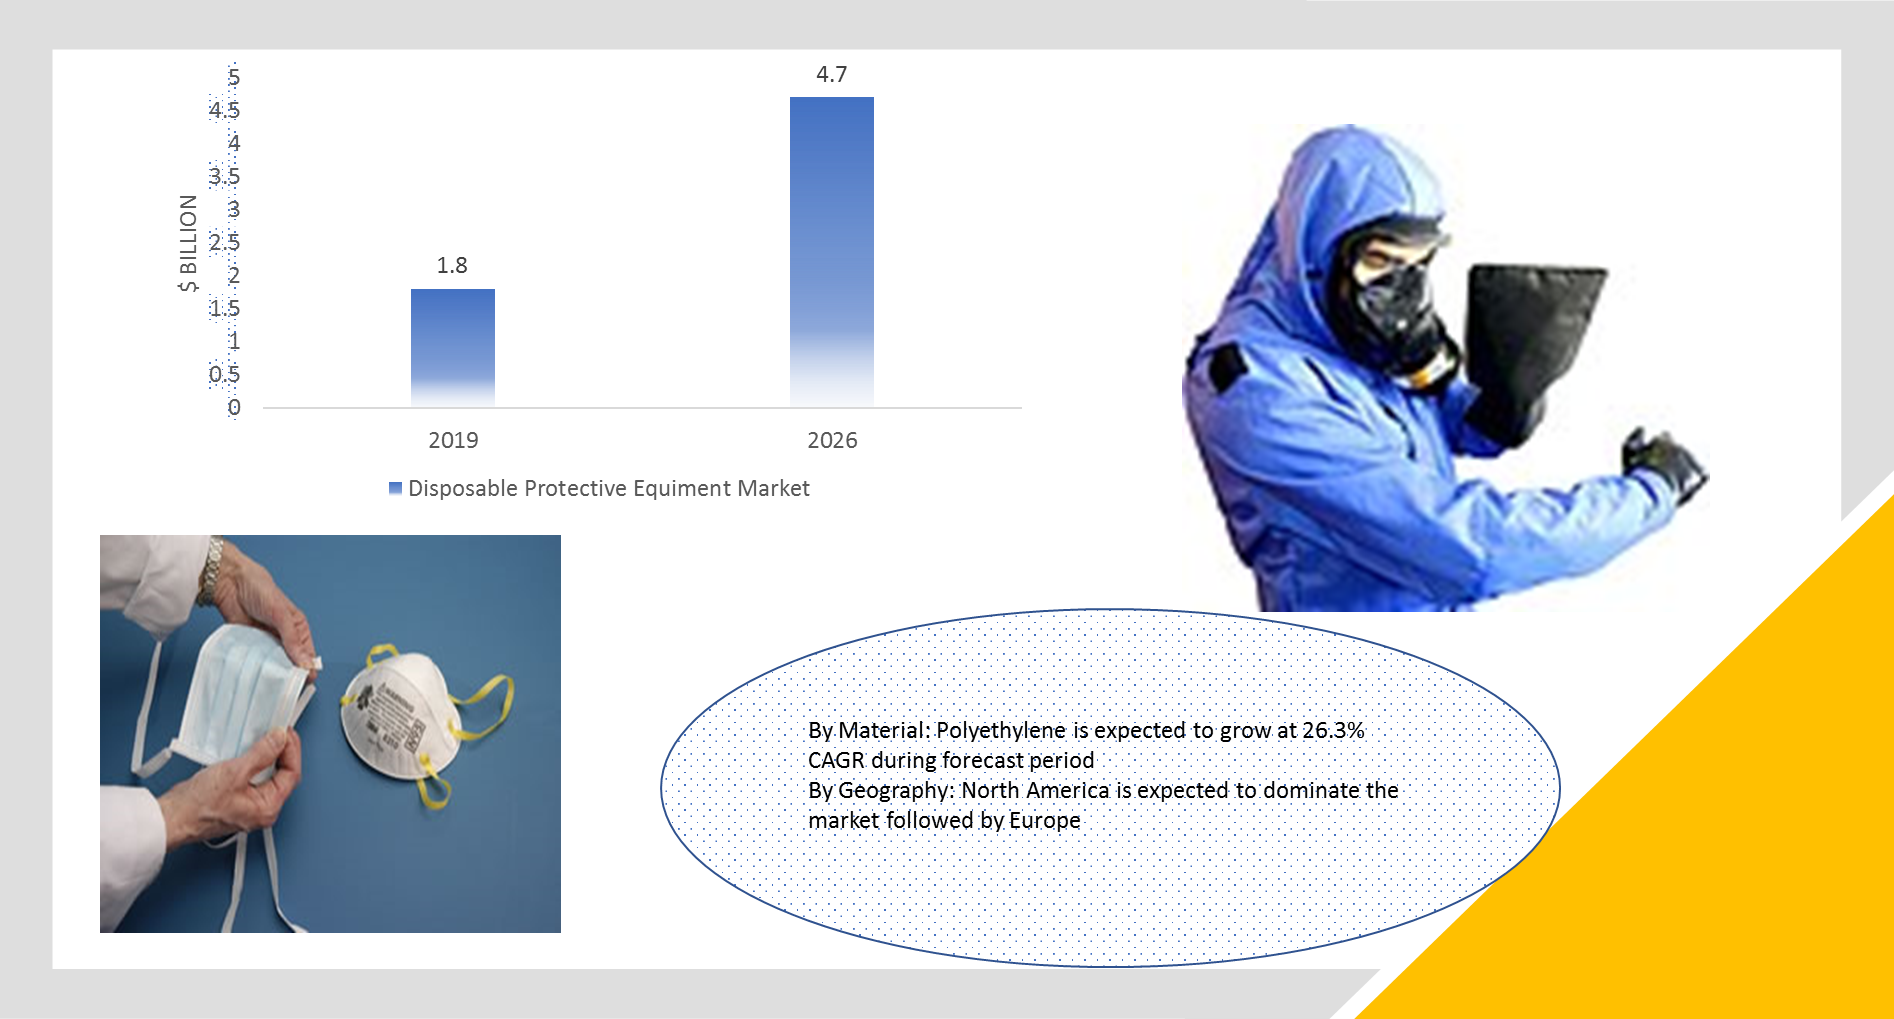 5
4.5
4
3.5
3
2.5
2
1.5
1
0.5
0
$ BILLION
1.8
4.7
2019
2026
Disposable Protective Equiment Market
WARNING
By Material: Polyethylene is expected to grow at 26.3%
CAGR during forecast period
By Geography: North America is expected to dominate the
market followed by Europe